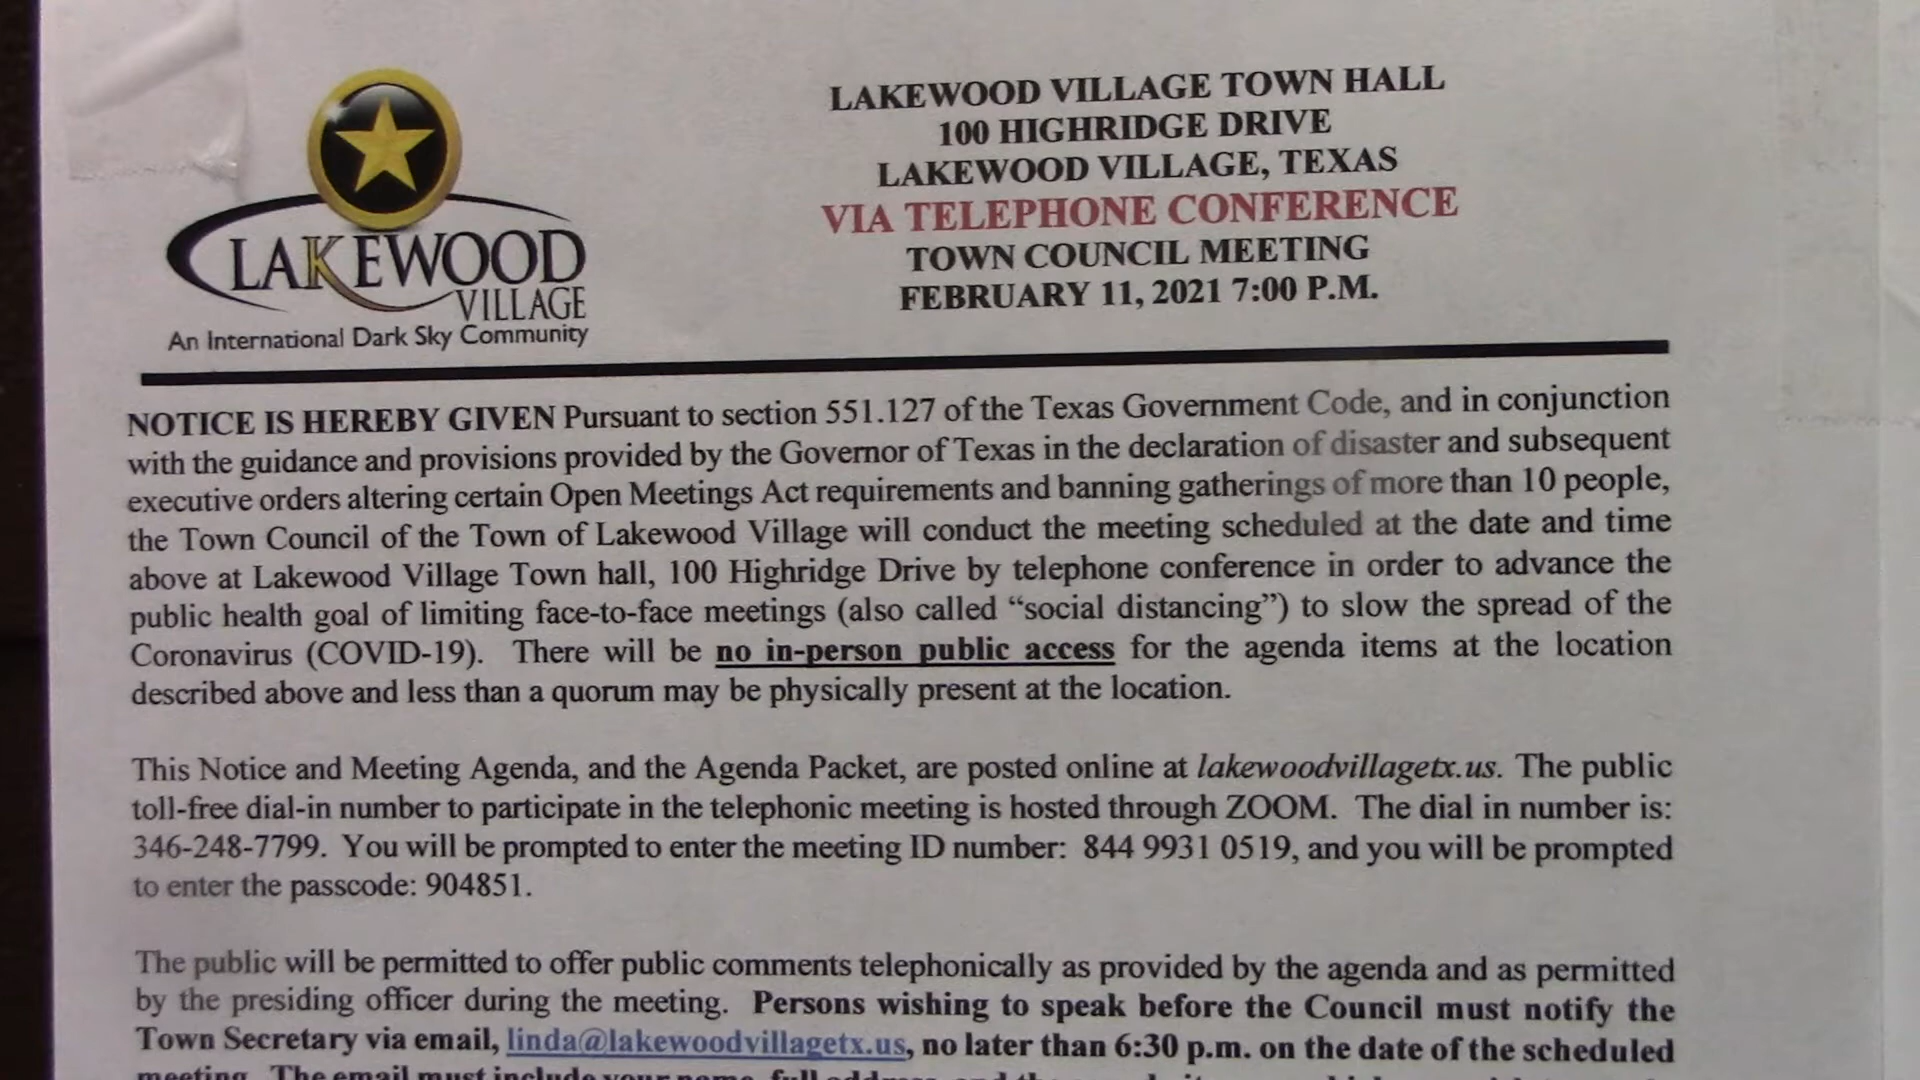 LAKEWOOD
VILLAGE
An International Dark Sky Community
LAKEWOOD VILLAGE TOWN HALL
100 HIGHRIDGE DRIVE
LAKEWOOD VILLAGE, TEXAS
VIA TELEPHONE CONFERENCE
TOWN COUNCIL MEETING
FEBRUARY 11, 2021 7:00 P.M.
NOTICE IS HEREBY GIVEN Pursuant to section 551.127 of the Texas Government Code, and in conjunction
with the guidance and provisions provided by the Governor of Texas in the declaration of disaster and subsequent
executive orders altering certain Open Meetings Act requirements and banning gatherings of more than 10 people,
the Town Council of the Town of Lakewood Village will conduct the meeting scheduled at the date and time
above at Lakewood Village Town hall, 100 Highridge Drive by telephone conference in order to advance the
public health goal of limiting face-to-face meetings (also called “social distancing”) to slow the spread of the
Coronavirus (COVID-19). There will be no in-person public access for the agenda items at the location
described above and less than a quorum may be physically present at the location.
This Notice and Meeting Agenda, and the Agenda Packet, are posted online at lakewoodvillagetx.us. The public
toll-free dial-in number to participate in the telephonic meeting is hosted through ZOOM. The dial in number is:
346-248-7799. You will be prompted to enter the meeting ID number: 844 9931 0519, and you will be prompted
to enter the passcode: 904851.
The public will be permitted to offer public comments telephonically as provided by the agenda and as permitted
by the presiding officer during the meeting. Persons wishing to speak before the Council must notify the
Town Secretary via email, linda@lakewoodvillagetx.us, no later than 6:30 p.m. on the date of the scheduled
meeting. The email must include your name, full address, and the